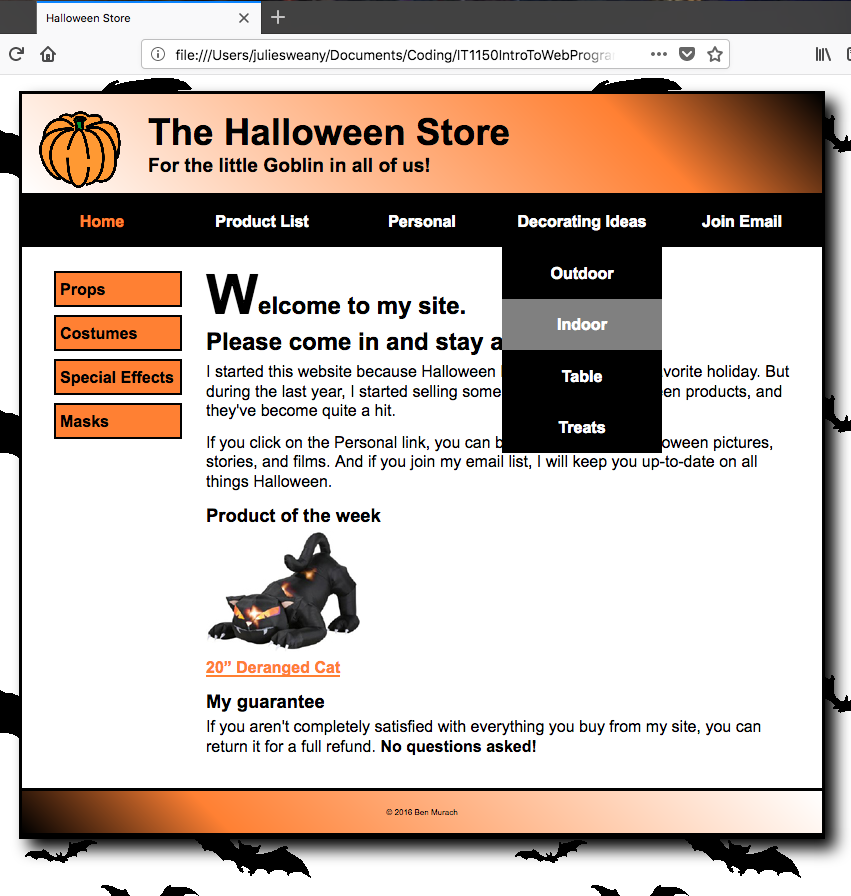 Halloween Store
file:///Users/juliesweany/Documents/Coding/IT1150IntroToWebProgra
The Halloween Store
For the little Goblin in all of us!
Home Product List Personal Decorating Ideas Join Email
Outdoor
Indoor
Table
Treats
Props
Costumes
Special Effects
Masks
Welcome to my site.
Please come in and stay a
I started this website because Halloween vorite holiday. But
during the last year, I started selling some en products, and
they've become quite a hit.
If you click on the Personal link, you can b loween pictures,
stories, and films. And if you join my email list, I will keep you up-to-date on all
things Halloween.
Product of the week
20” Deranged Cat
My guarantee
If you aren't completely satisfied with everything you buy from my site, you can
return it for a full refund. No questions asked!
© 2016 Ben Murach